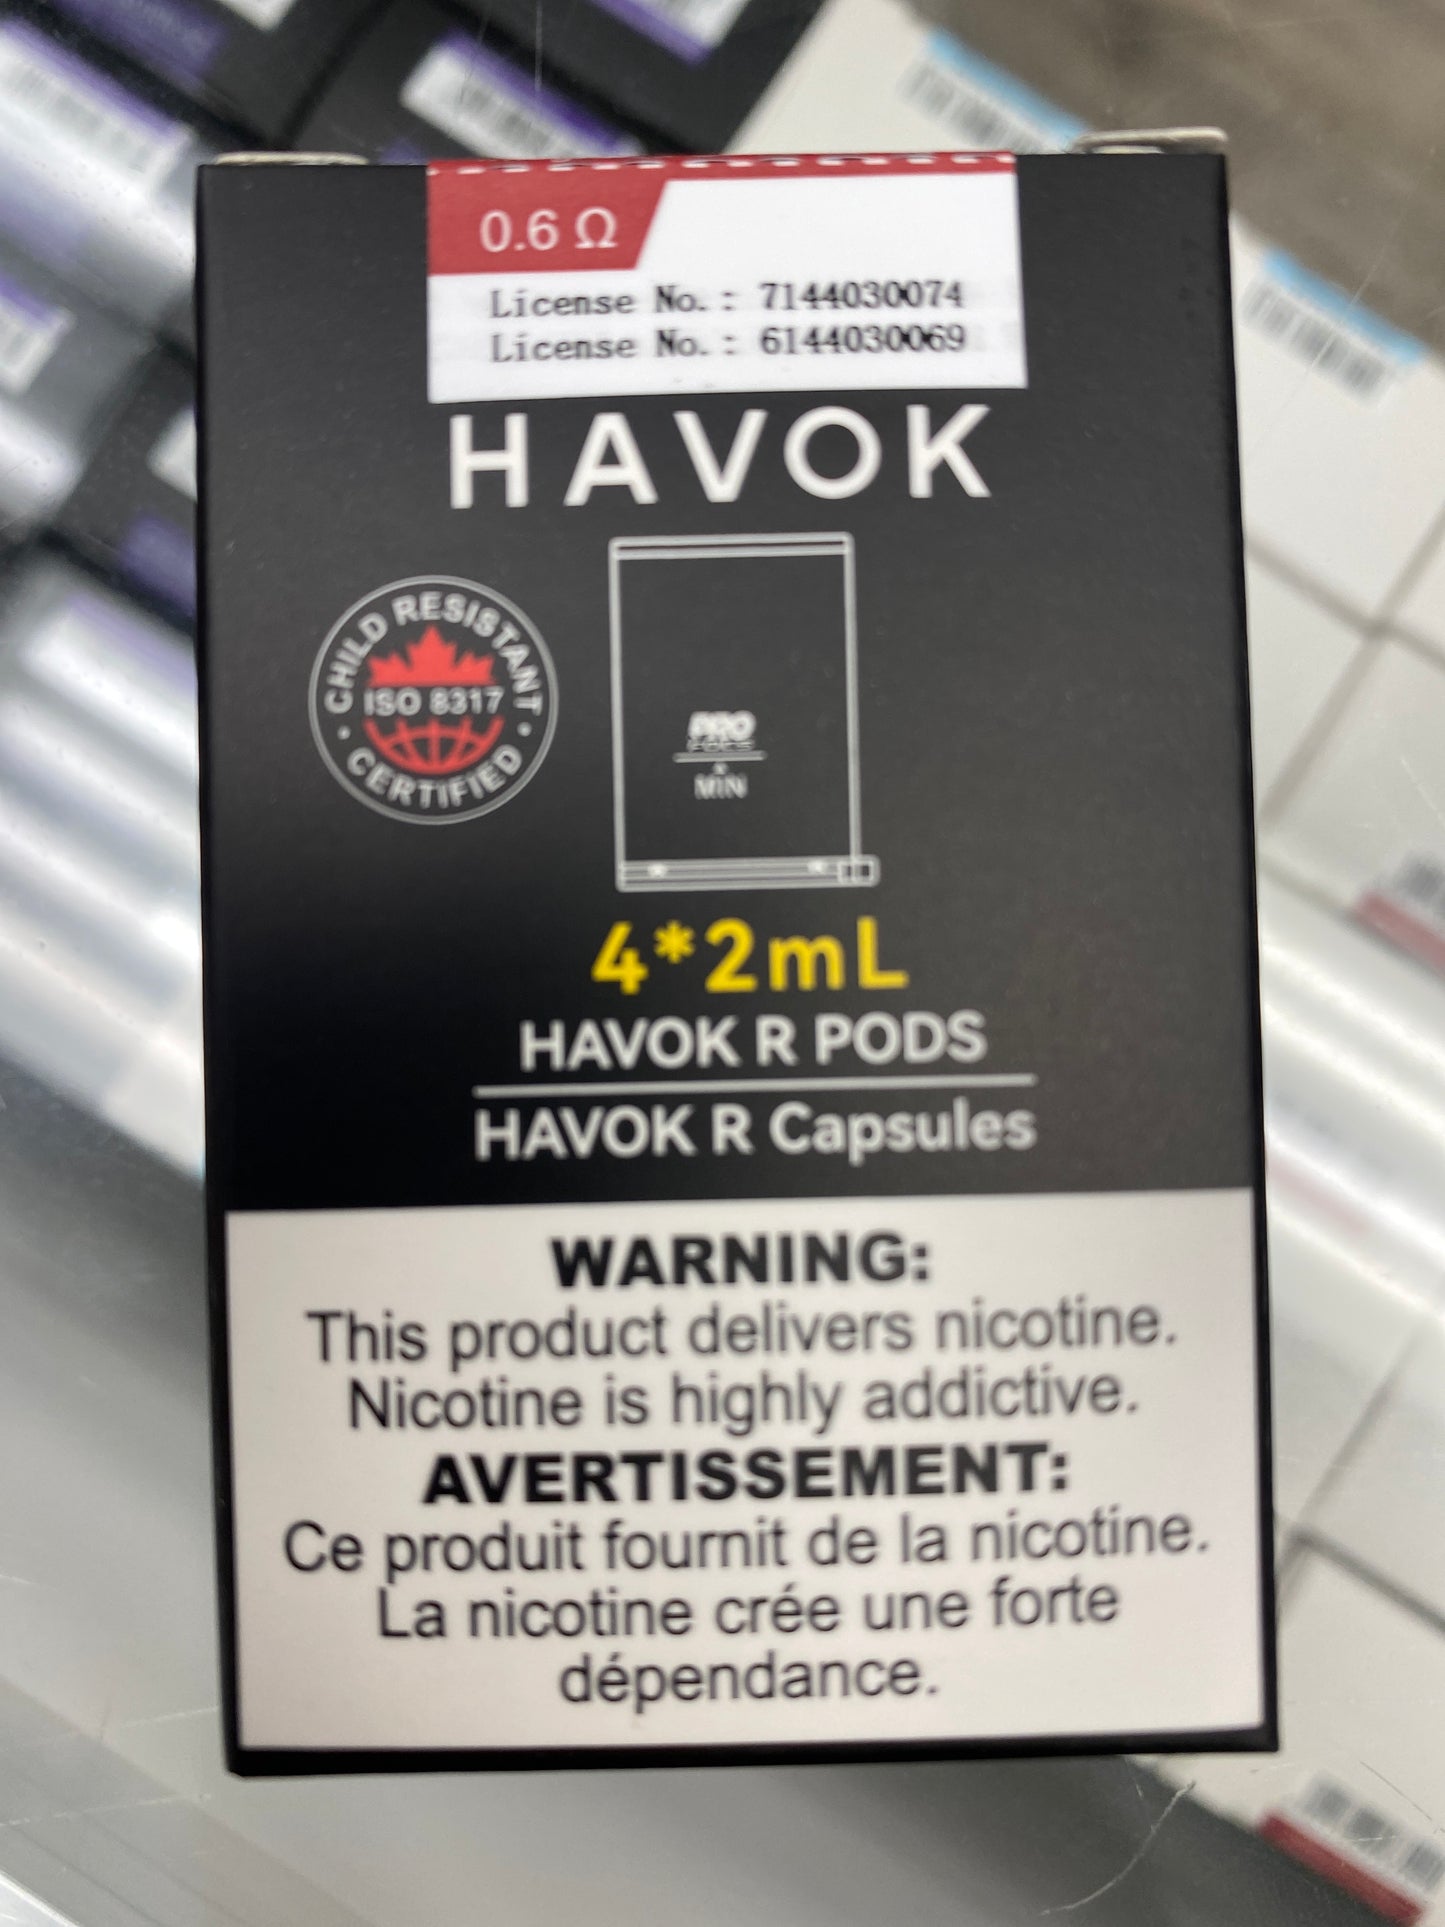 0.6 Ω
License No.: 7144030074
License No.: 6144030069
HAVOK
CHILD RESISTANT
ISO 8317
CERTIFIED
PRO
MIN
4*2mL
HAVOK R PODS
HAVOK R Capsules
WARNING:
This product delivers nicotine.
Nicotine is highly addictive.
AVERTISSEMENT:
Ce produit fournit de la nicotine.
La nicotine crée une forte
dépendance.